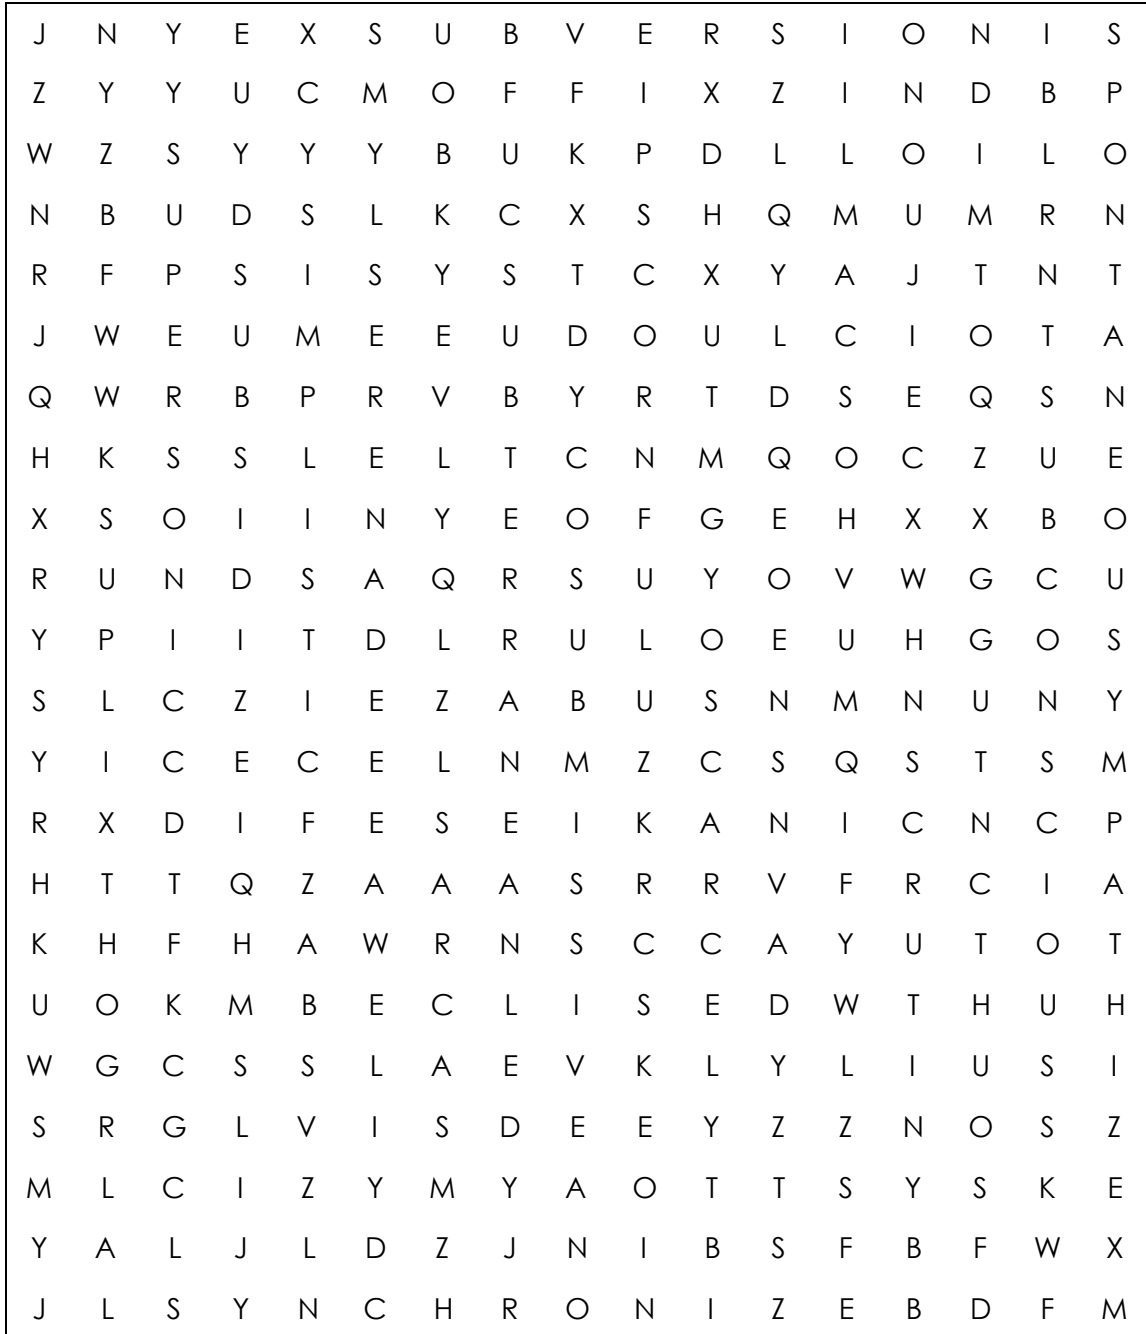 J N Y E X S U B V E R S I O N I S
Z Y Y U C M O F F I X Z I N D B P
W Z S Y Y Y B U K P D L L O I L O
N B U D S L K C X S H Q M U M R N
R F P S I S Y S T C X Y A J T N T
J W E U M E E U D O U L C I O T A
Q W R B P R V B Y R T D S E Q S N
H K S S L E L T C N M Q O C Z U E
X S O I I N Y E O F G E H X X B O
R U N D S A Q R S U Y O V W G C U
Y P I I T D L R U L O E U H G O S
S L C Z I E Z A B U S N M N U N Y
Y I C E C E L N M Z C S Q S T S M
R X D I F E S E I K A N I C N C P
H T T Q Z A A A S R R V F R C I A
K H F H A W R N S C C A Y U T O T
U O K M B E C L I S E D W T H U H
W G C S S L A E V K L Y L I U S I
S R G L V I S D E E Y Z Z N O S Z
M L C I Z Y M Y A O T T S Y S K E
Y A L J L D Z J N I B S F B F W X
J L S Y N C H R O N I Z E B D F M